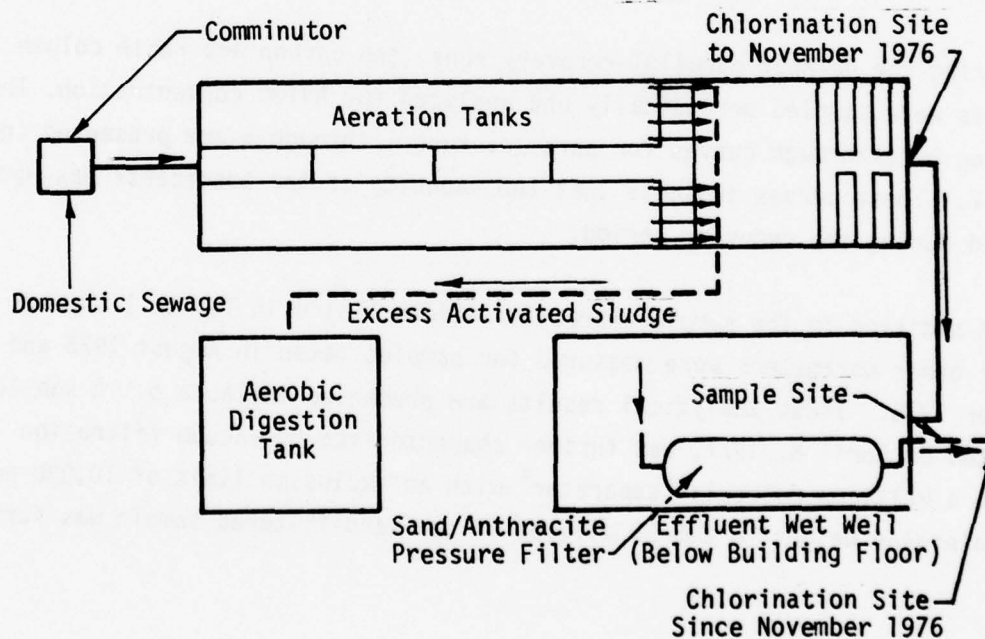 Comminutor
Chlorination Site
to November 1976
Aeration Tanks
Domestic Sewage
Excess Activated Sludge
Aerobic
Digestion
Tank
Sample Site
Sand/Anthracite
Pressure Filter
Effluent Wet Well
(Below Building Floor)
Chlorination Site
Since November 1976